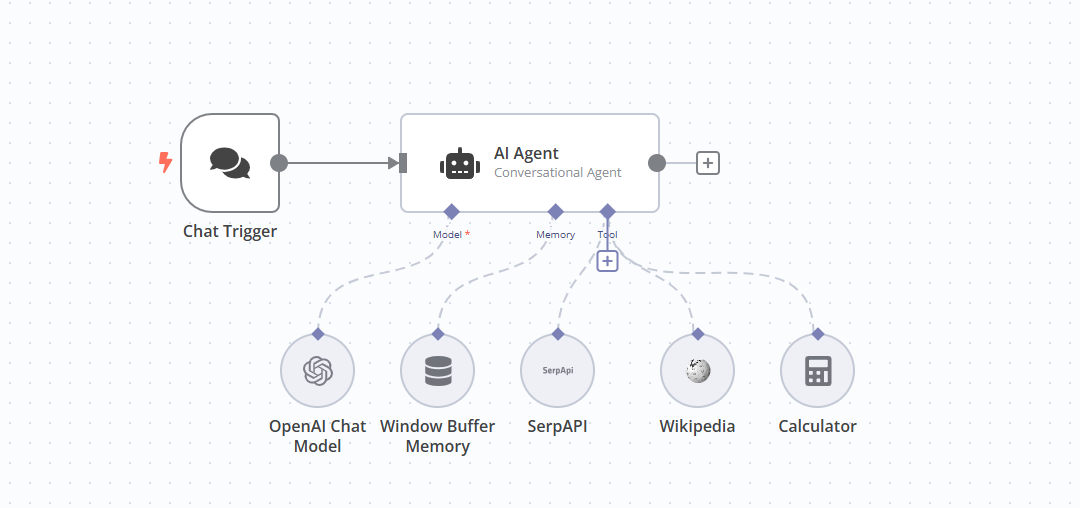 AI Agent
Conversational Agent
Chat Trigger
Model *
Memory
Tool
SerpApi
OpenAI Chat
Model
Window Buffer
Memory
SerpAPI
Wikipedia
Calculator